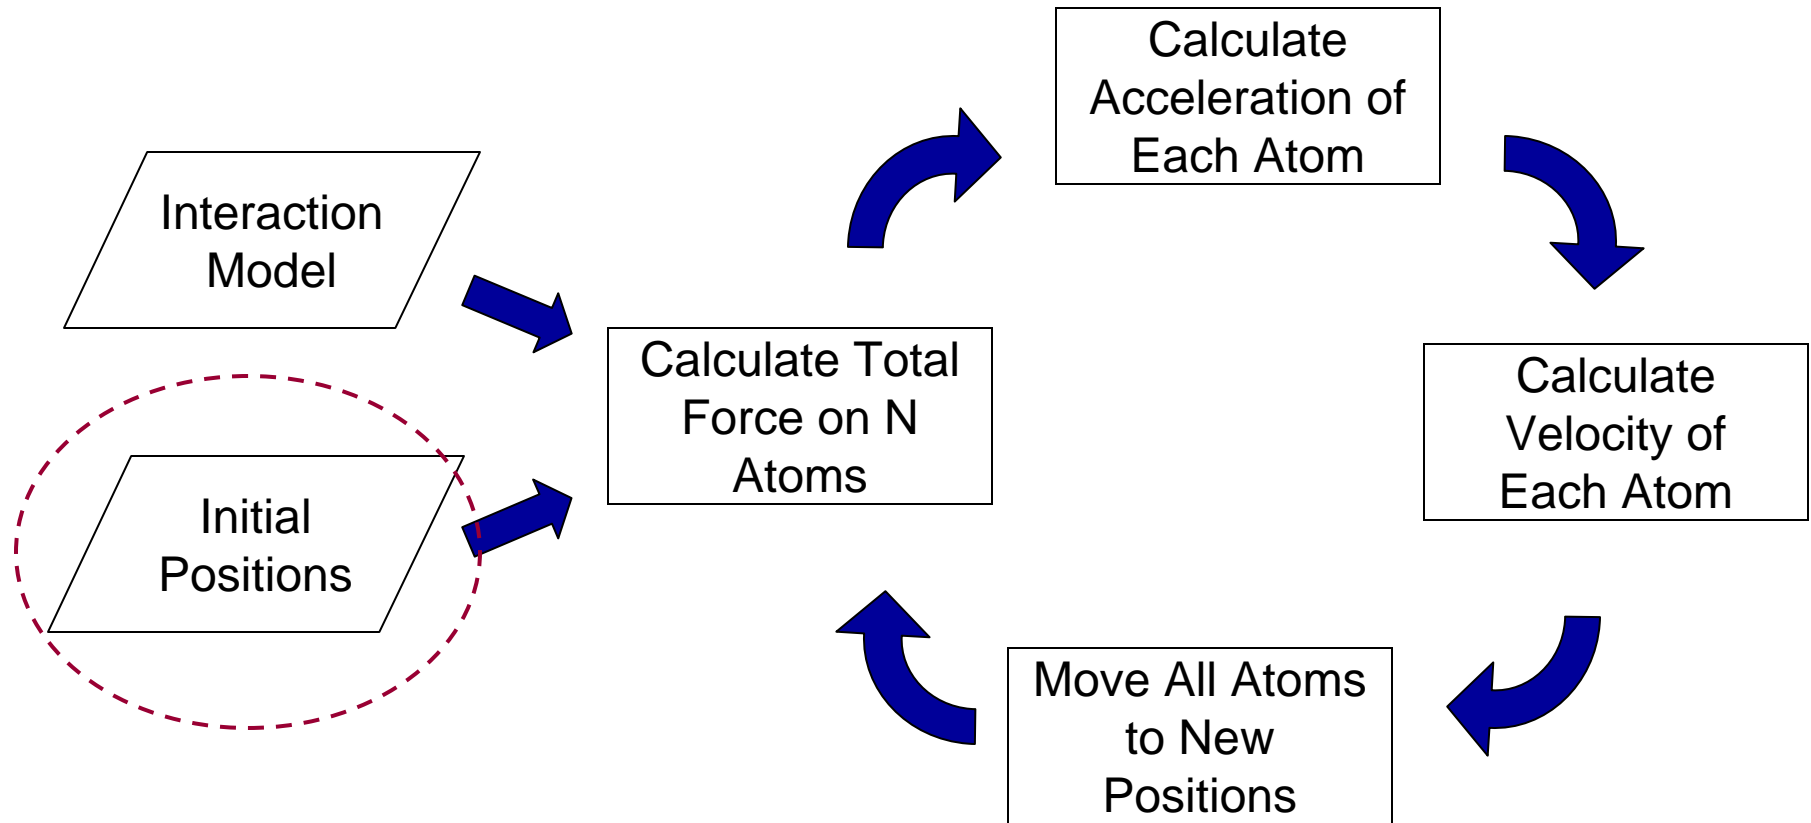 Interaction
Model
Initial
Positions
Calculate Total
Force on N
Atoms
Calculate
Acceleration of
Each Atom
Calculate
Velocity of
Each Atom
Move All Atoms
to New
Positions